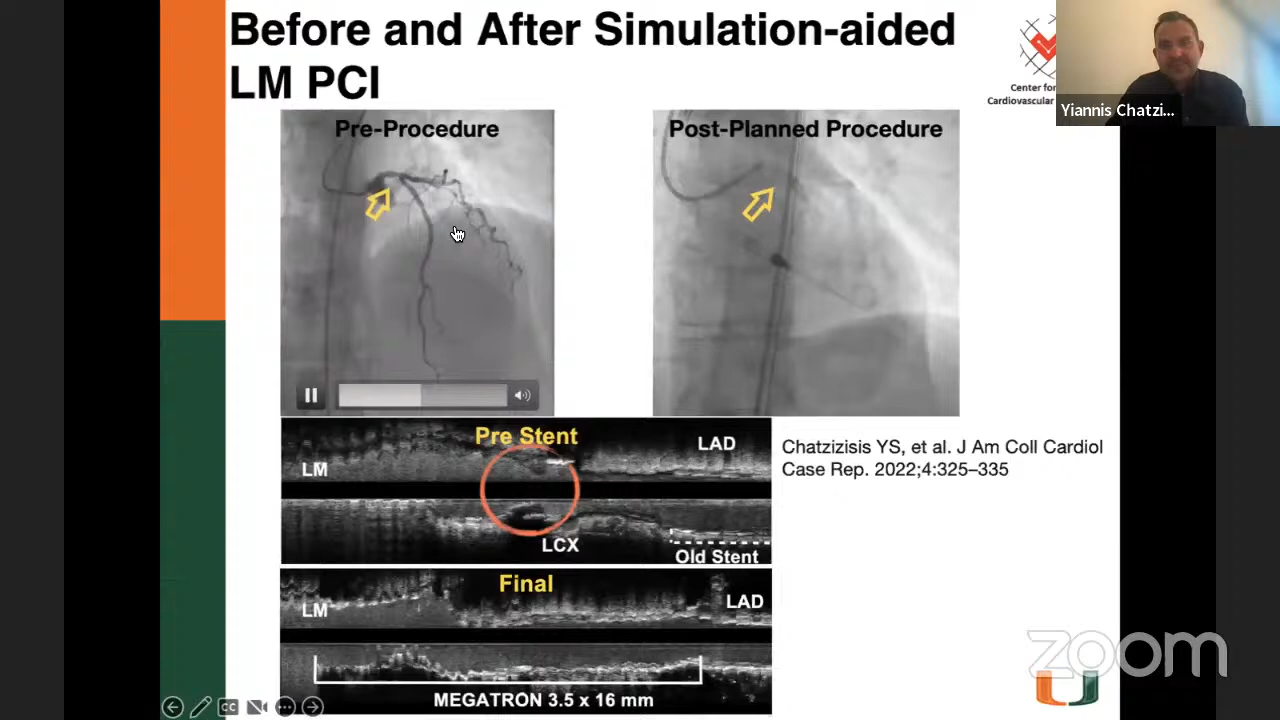 Before and After Simulation-aided
LM PCI
Center for
Cardiovascular
Yiannis Chatzi...
Pre-Procedure
Post-Planned Procedure
Pre Stent
LM
LAD
LCX
Old Stent
Chatzizisis YS, et al. J Am Coll Cardiol
Case Rep. 2022;4:325–335
Final
LM
LAD
MEGATRON 3.5 x 16 mm
CC
zoom